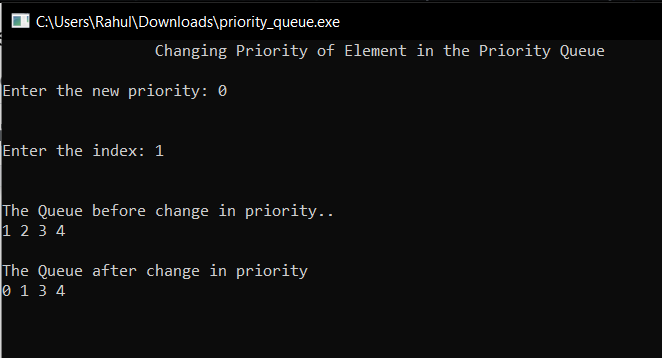 C:\Users\Rahul\Downloads\priority_queue.exe
Changing Priority of Element in the Priority Queue
Enter the new priority: 0
Enter the index: 1
The Queue before change in priority..
1 2 3 4
The Queue after change in priority
0 1 3 4